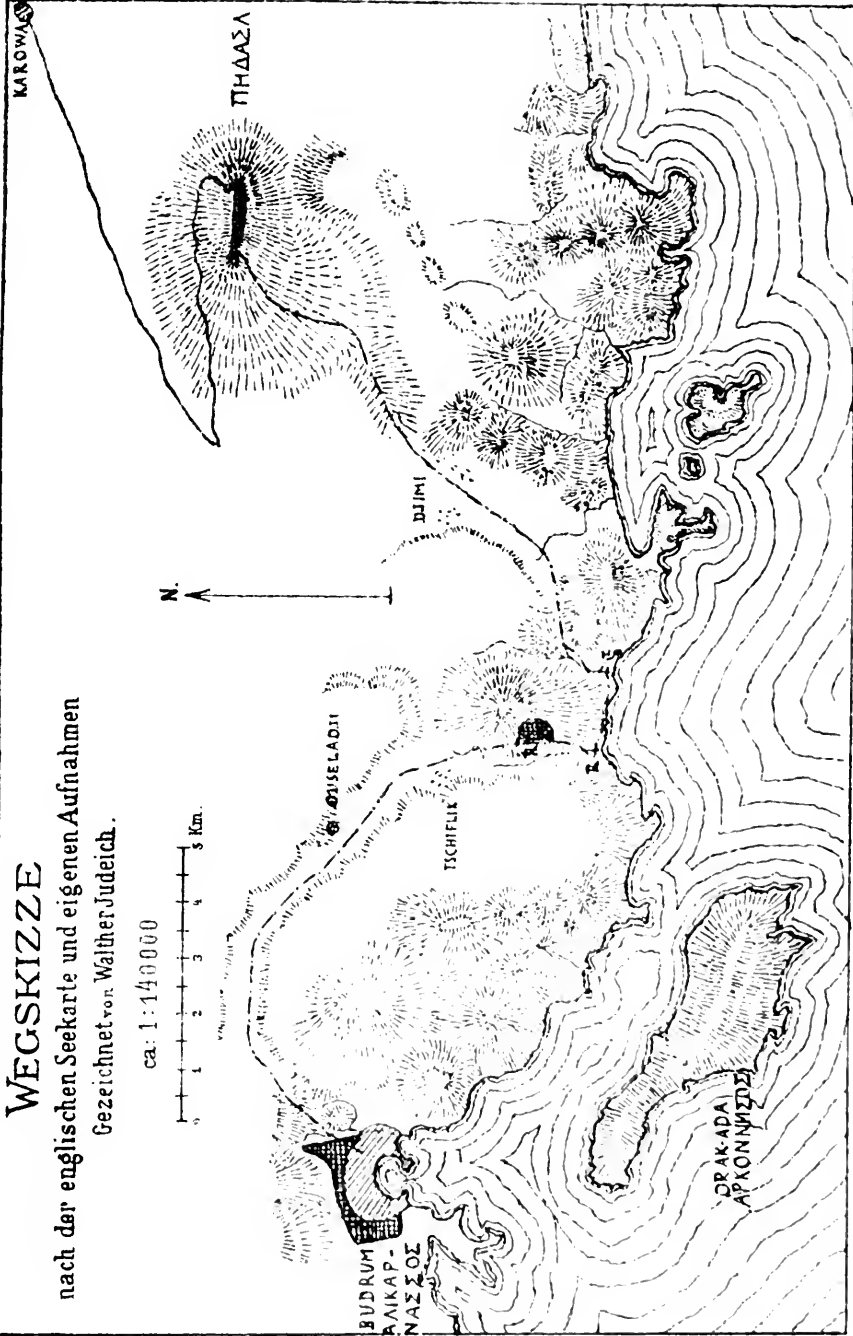 WEGSKIZZE
nach der englischen Seekarte und eigenen Aufnahmen
Gezeichnet von Walther Judeich.
ca: 1:140000
0 1 2 3 4 5 Km.
N.
KAROWA
ΠΗΔΑΣΑ
DJIMI
TSCHIFLIK
R
R
BUDRUM
ΑΛΙΚΑΡ-
ΝΑΣΣΟΣ
ORAK-ADA
ΑΡΚΟΝΝΗΣΟΣ